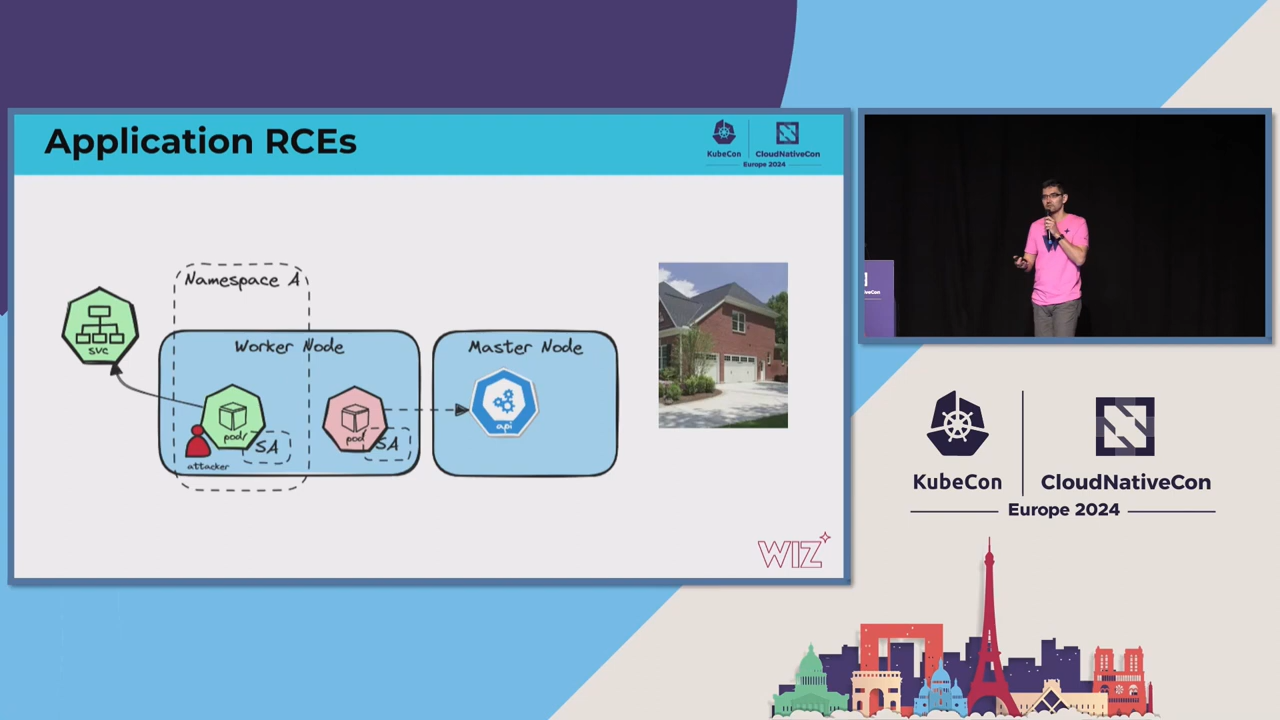 Application RCEs
KubeCon
CloudNativeCon
Europe 2024
Namespace A
svc
Worker Node
Master Node
pod
SA
pod
SA
api
attacker
WIZ
KubeCon
CloudNativeCon
Europe 2024